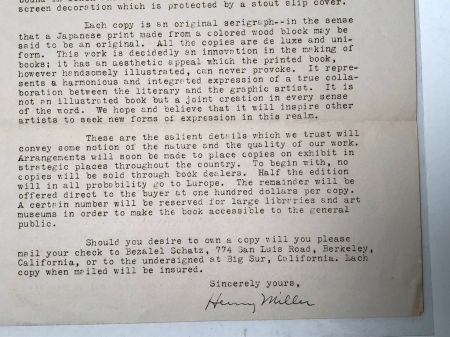 screen decoration which is protected by a stout slip cover.
Each copy is an original serigraph--in the sense
that a Japanese print made from a colored wood block may be
said to be an original. All the copies are de luxe and uni-
form. This work is decidedly an innovation in the making of
books; it has an aesthetic appeal which the printed book,
however handsomely illustrated, can never provoke. It repre-
sents a harmonious and integrated expression of a true colla-
boration between the literary and the graphic artist. It is
not an illustrated book but a joint creation in every sense
of the word. We hope and believe that it will inspire other
artists to seek new forms of expression in this realm.
These are the salient details which we trust will
convey some notion of the nature and the quality of our work.
Arrangements will soon be made to place copies on exhibit in
strategic places throughout the country. To begin with, no
copies will be sold through book dealers. Half the edition
will in all probability go to Europe. The remainder will be
offered direct to the buyer at one hundred dollars per copy.
A certain number will be reserved for large libraries and art
museums in order to make the book accessible to the general
public.
Should you desire to own a copy will you please
mail your check to Bezalel Schatz, 774 San Luis Road, Berkeley,
California, or to the undersigned at Big Sur, California. Each
copy when mailed will be insured.
Sincerely yours,
Henry Miller